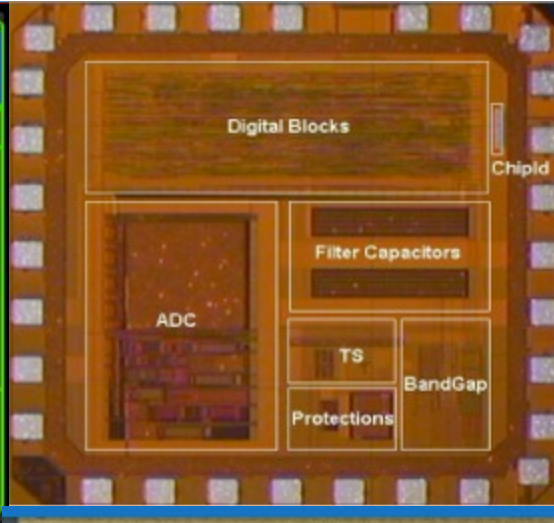 Digital Blocks
ChipId
Filter Capacitors
ADC
TS
BandGap
Protections